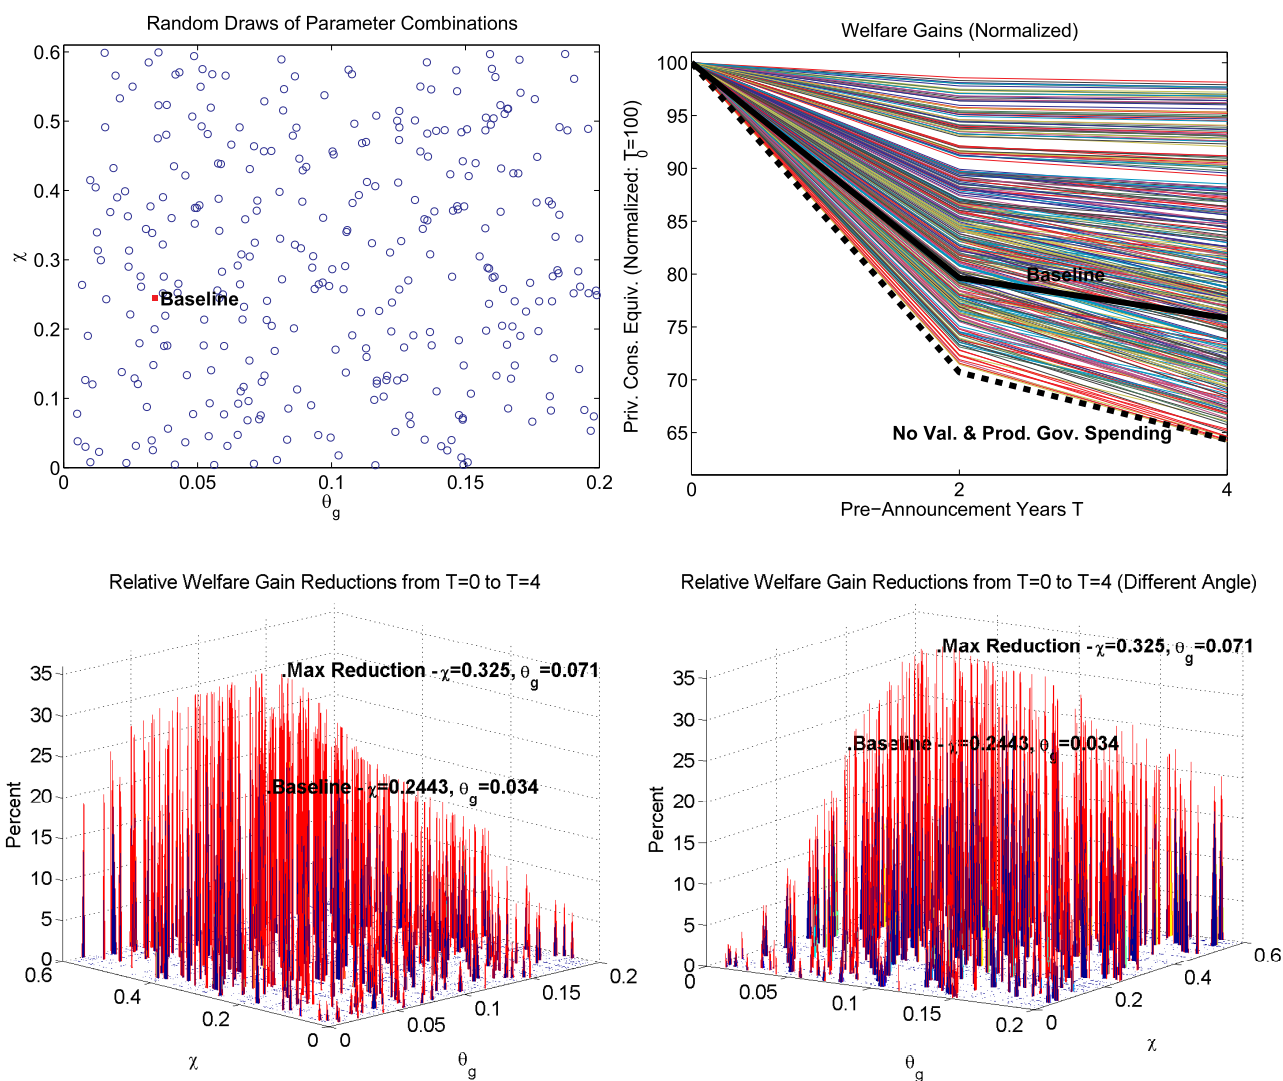 Random Draws of Parameter Combinations
0.6
0.5
0.4
0.3
0.2
0.1
0
χ
Baseline
0
0.05
0.1
0.15
0.2
θg
Welfare Gains (Normalized)
100
95
90
85
80
75
70
65
Priv. Cons. Equiv. (Normalized: T0=100)
Baseline
No Val. & Prod. Gov. Spending
0
2
4
Pre−Announcement Years T
Relative Welfare Gain Reductions from T=0 to T=4
.Max Reduction - χ=0.325, θg=0.071
.Baseline - χ=0.2443, θg=0.034
35
30
25
20
15
10
5
0
Percent
0.6
0.4
0.2
0
χ
0
0.05
0.1
0.15
0.2
θg
Relative Welfare Gain Reductions from T=0 to T=4 (Different Angle)
.Max Reduction - χ=0.325, θg=0.071
.Baseline - χ=0.2443, θg=0.034
35
30
25
20
15
10
5
0
Percent
0
0.05
0.1
0.15
0.2
θg
0
0.2
0.4
0.6
χ